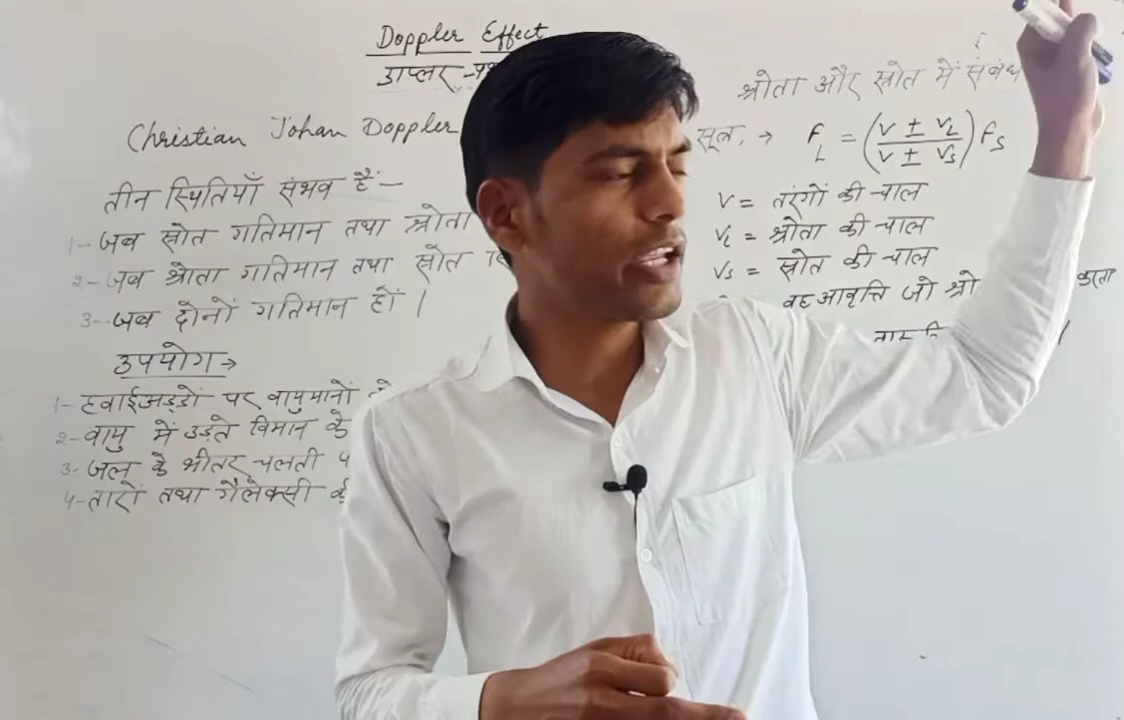 Doppler Effect
डाप्लर -
Christian Johan Doppler
तीन स्थितियाँ संभव हैं:—
1- जब स्रोत गतिमान तथा श्रोता
2- जब श्रोता गतिमान तथा स्रोत
3- जब दोनों गतिमान हों |
उपयोग →
1- हवाईअड्डों पर वायुमानों
2- वायु में उड़ते विमान के
3- जल के भीतर चलती
4- तारों तथा गैलेक्सी
श्रोता और स्रोत में संबंध
सूत्र, → F_L = (V ± V_L / V ± V_S) F_S
V = तरंगों की चाल
V_L = श्रोता की चाल
V_S = स्रोत की चाल
वह आवृत्ति जो करता